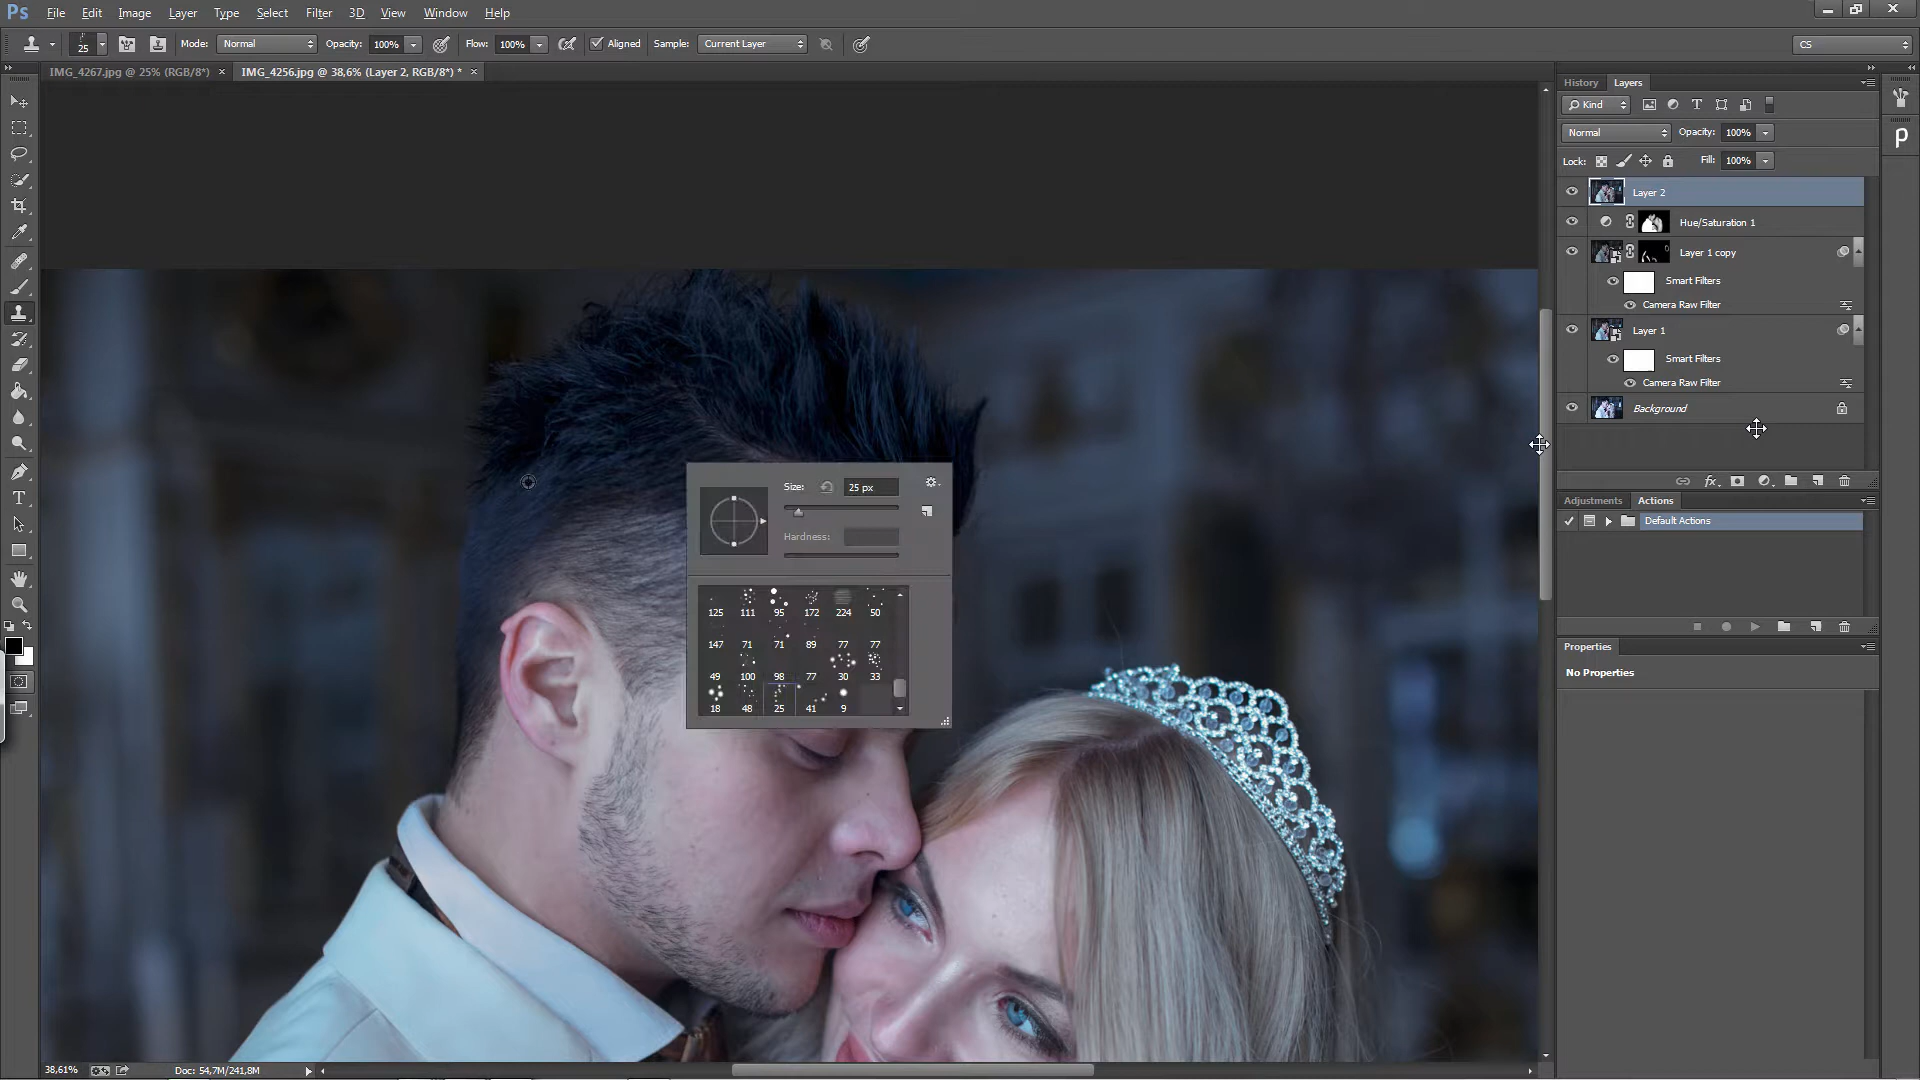 Ps File Edit Image Layer Type Select Filter 3D View Window Help
25 Mode: Normal Opacity: 100% Flow: 100% Aligned Sample: Current Layer CS
IMG_4267.jpg @ 25% (RGB/8*) × IMG_4256.jpg @ 38,6% (Layer 2, RGB/8*) * ×
History Layers
Kind
Normal Opacity: 100%
Lock: Fill: 100%
Layer 2
Hue/Saturation 1
Layer 1 copy
Smart Filters
Camera Raw Filter
Layer 1
Smart Filters
Camera Raw Filter
Background
fx
Adjustments Actions
Default Actions
Size: 25 px
Hardness:
125 111 95 172 224 50
147 71 71 89 77 77
49 100 98 77 30 33
18 48 25 41 9
Properties
No Properties
38,61% Doc: 54,7M/241,8M